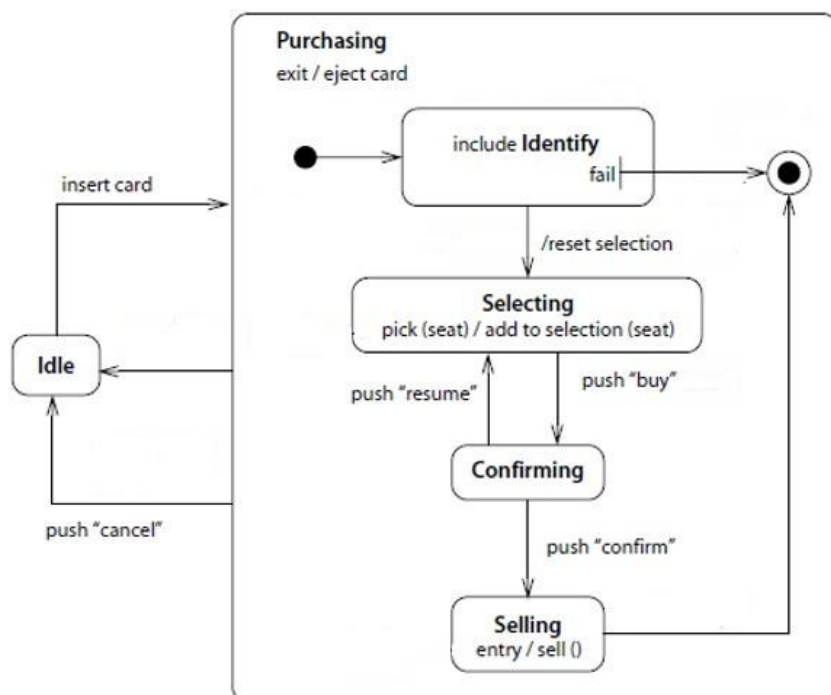 Purchasing
exit / eject card
include Identify
fail
insert card
/reset selection
Selecting
pick (seat) / add to selection (seat)
Idle
push “resume”
push “buy”
Confirming
push “cancel”
push “confirm”
Selling
entry / sell ()